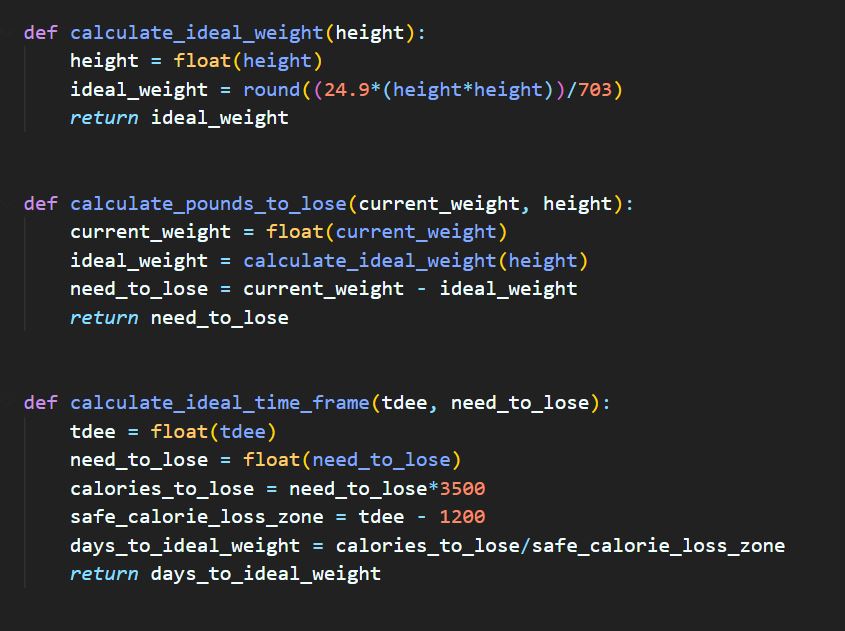 def calculate_ideal_weight(height):
    height = float(height)
    ideal_weight = round((24.9*(height*height))/703)
    return ideal_weight
def calculate_pounds_to_lose(current_weight, height):
    current_weight = float(current_weight)
    ideal_weight = calculate_ideal_weight(height)
    need_to_lose = current_weight - ideal_weight
    return need_to_lose
def calculate_ideal_time_frame(tdee, need_to_lose):
    tdee = float(tdee)
    need_to_lose = float(need_to_lose)
    calories_to_lose = need_to_lose*3500
    safe_calorie_loss_zone = tdee - 1200
    days_to_ideal_weight = calories_to_lose/safe_calorie_loss_zone
    return days_to_ideal_weight